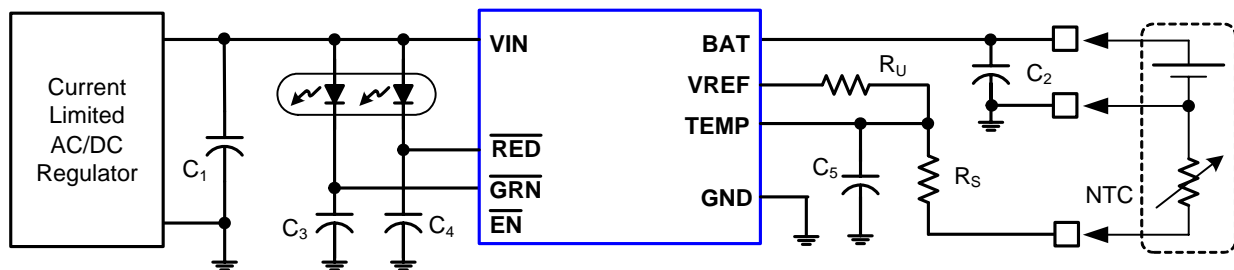 Current
Limited
AC/DC
Regulator
C1
C3
C4
VIN
RED
GRN
EN
BAT
VREF
TEMP
GND
RU
C2
C5
RS
NTC